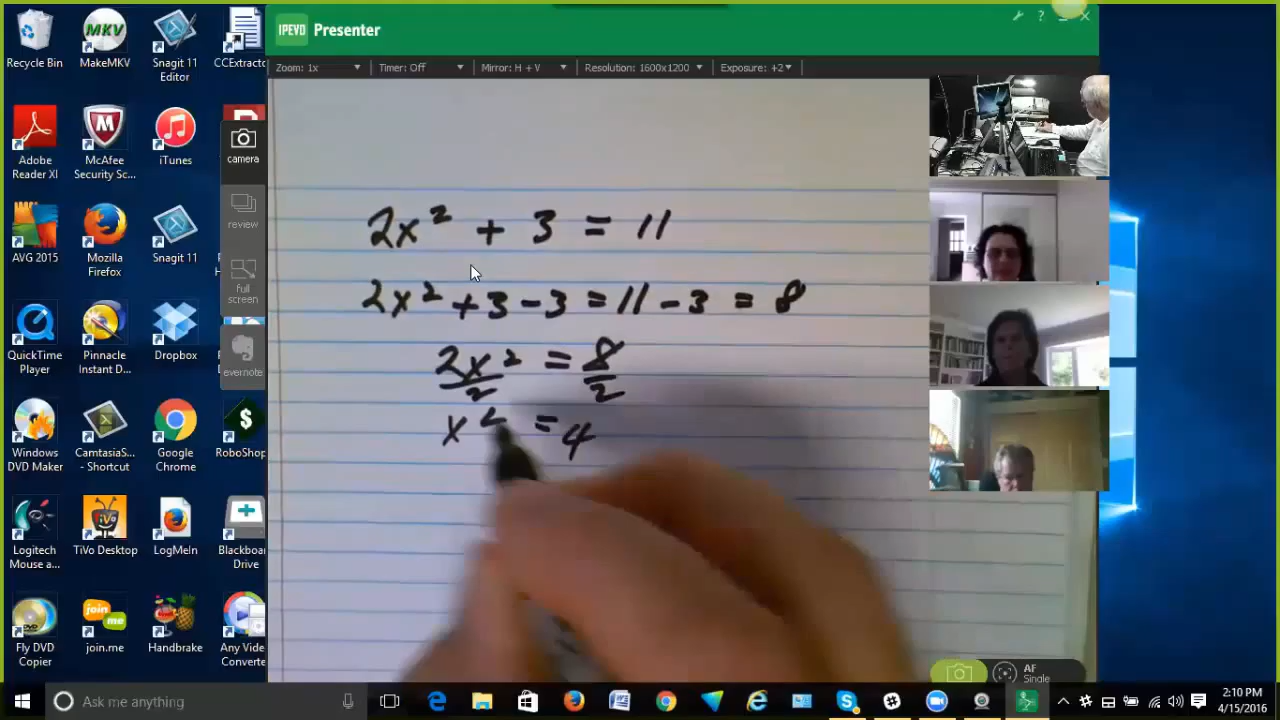 IPEVO Presenter
Zoom: 1x Timer: Off Mirror: H + V Resolution: 1600x1200 Exposure: +2
Recycle Bin MakeMKV Snagit 11 Editor CCExtracto
Adobe Reader XI McAfee Security Sc... iTunes
AVG 2015 Mozilla Firefox Snagit 11
QuickTime Player Pinnacle Instant D... Dropbox
Windows DVD Maker CamtasiaS... - Shortcut Google Chrome RoboShop
Logitech Mouse a... TiVo Desktop LogMeIn Blackboard Drive
Fly DVD Copier join.me Handbrake Any Video Converte
camera
review
full screen
evernote
2x² + 3 = 11
2x² + 3 - 3 = 11 - 3 = 8
2x² = 8
2 2
x² = 4
AF
Single
Ask me anything
2:10 PM
4/15/2016